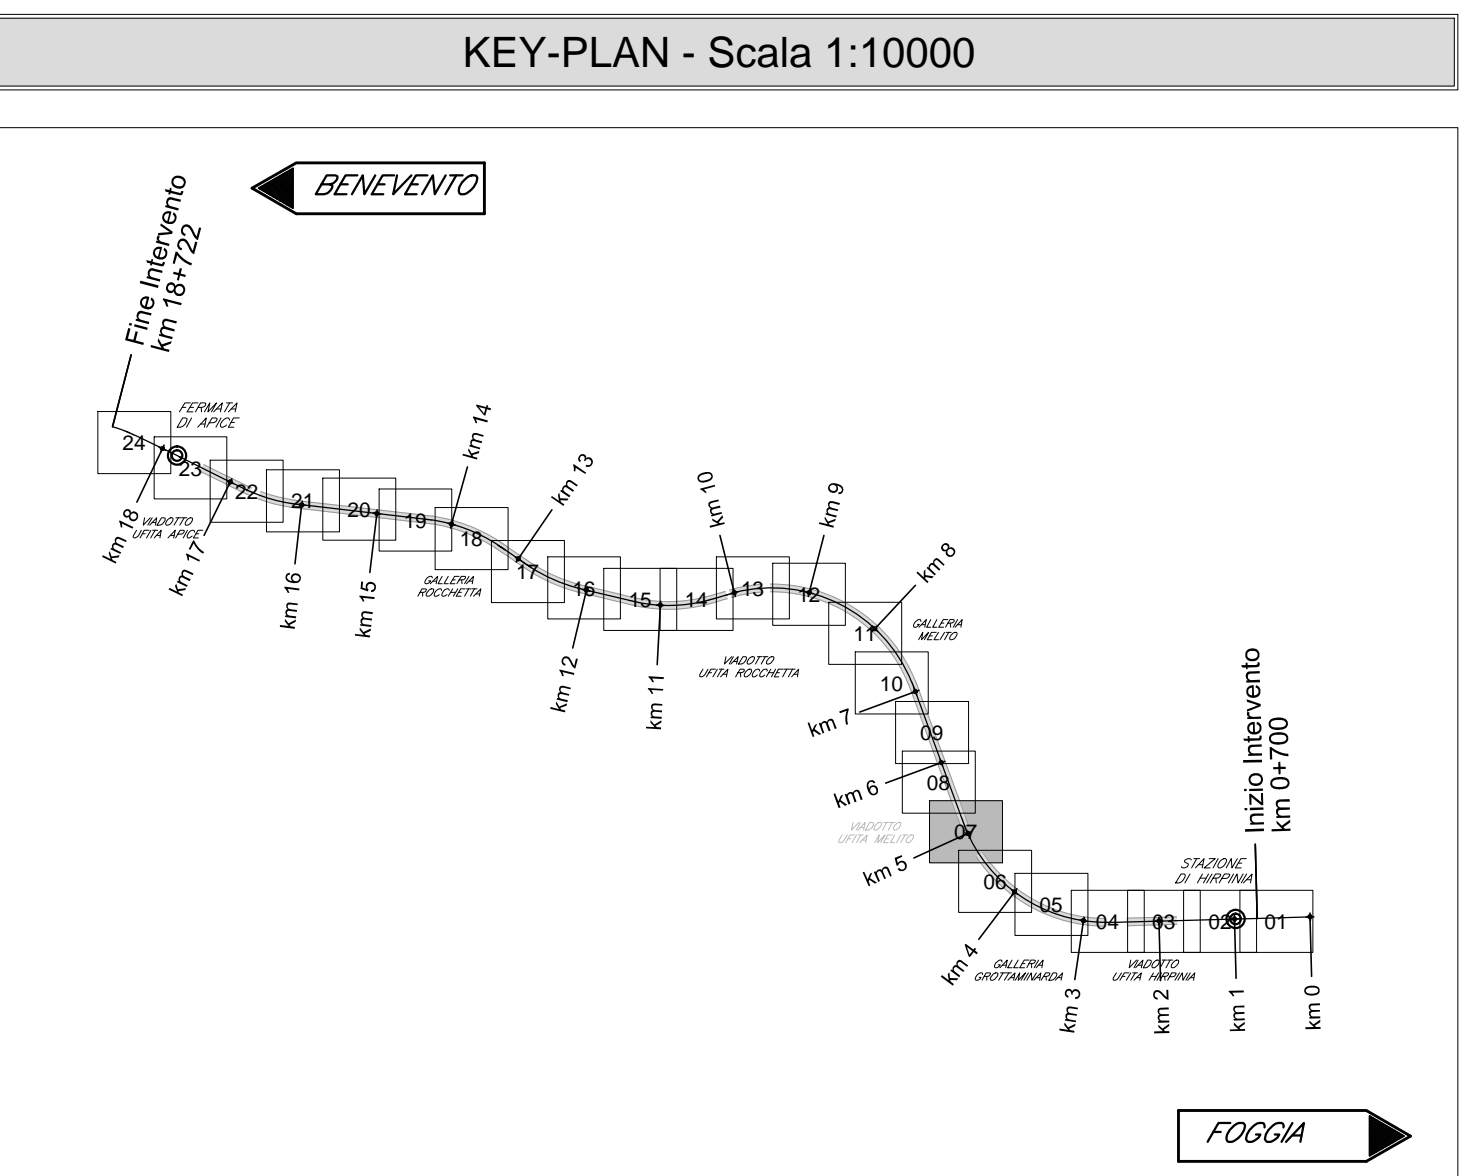 KEY-PLAN - Scala 1:10000
BENEVENTO
Fine Intervento
km 18+722
FERMATA
DI APICE
24
23
22
21
20
19
18
17
16
15
14
13
12
11
10
09
08
07
06
05
04
03
02
01
km 18
VIADOTTO
UFITA APICE
km 17
km 16
km 15
km 14
GALLERIA
ROCCHETTA
km 13
km 12
km 11
km 10
VIADOTTO
UFITA ROCCHETTA
km 9
km 8
GALLERIA
MELITO
km 7
km 6
VIADOTTO
UFITA MELITO
km 5
km 4
GALLERIA
GROTTAMINARDA
km 3
VIADOTTO
UFITA HIRPINIA
km 2
STAZIONE
DI HIRPINIA
km 1
Inizio Intervento
km 0+700
km 0
FOGGIA